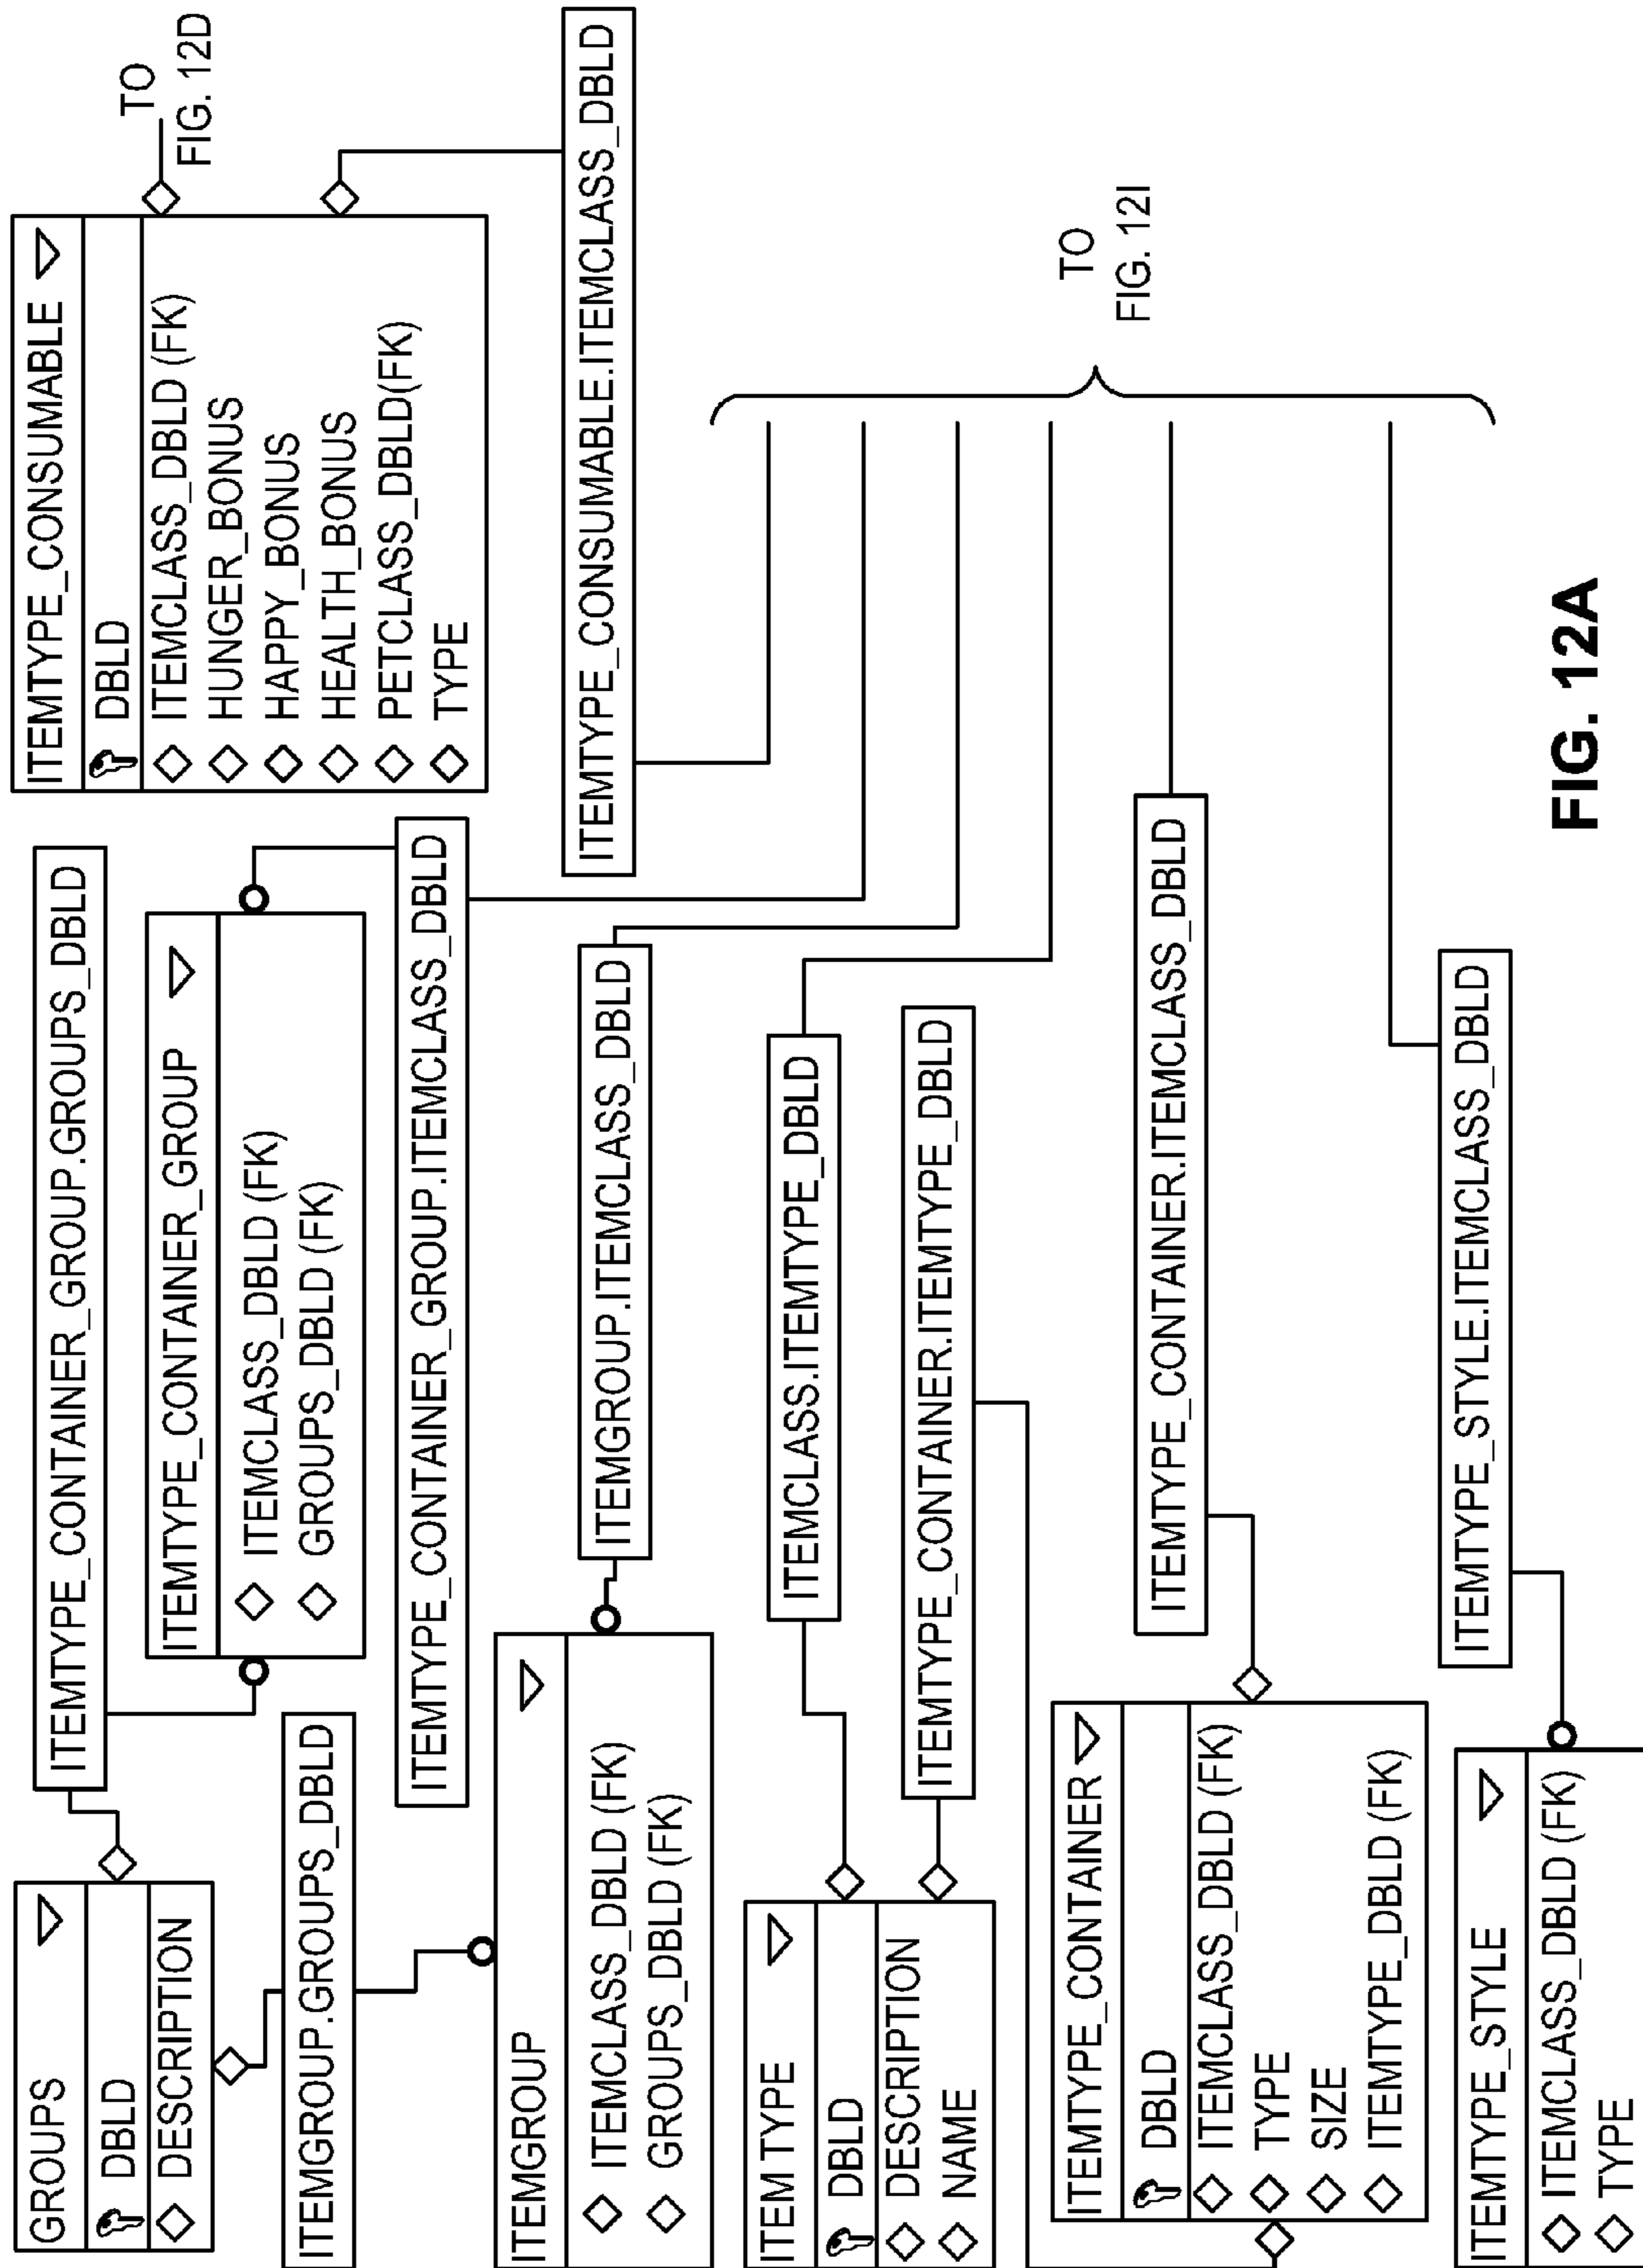 GROUPS
DBLD
DESCRIPTION
ITEMTYPE_CONTAINER_GROUP.GROUPS_DBLD
ITEMTYPE_CONTAINER_GROUP
ITEMCLASS_DBLD (FK)
GROUPS_DBLD (FK)
ITEMTYPE_CONSUMABLE
DBLD
ITEMCLASS_DBLD (FK)
HUNGER_BONUS
HAPPY_BONUS
HEALTH_BONUS
PETCLASS_DBLD(FK)
TYPE
TO
FIG. 12D
ITEMGROUP.GROUPS_DBLD
ITEMTYPE_CONTAINER_GROUP.ITEMCLASS_DBLD
ITEMGROUP
ITEMCLASS_DBLD (FK)
GROUPS_DBLD (FK)
ITEMGROUP.ITEMCLASS_DBLD
ITEMTYPE_CONSUMABLE.ITEMCLASS_DBLD
ITEM TYPE
DBLD
DESCRIPTION
NAME
ITEMCLASS.ITEMTYPE_DBLD
ITEMTYPE_CONTAINER.ITEMTYPE_DBLD
TO
FIG. 12I
ITEMTYPE_CONTAINER
DBLD
ITEMCLASS_DBLD (FK)
TYPE
SIZE
ITEMTYPE_DBLD (FK)
ITEMTYPE_CONTAINER.ITEMCLASS_DBLD
ITEMTYPE_STYLE
ITEMCLASS_DBLD (FK)
TYPE
ITEMTYPE_STYLE.ITEMCLASS_DBLD
FIG. 12A